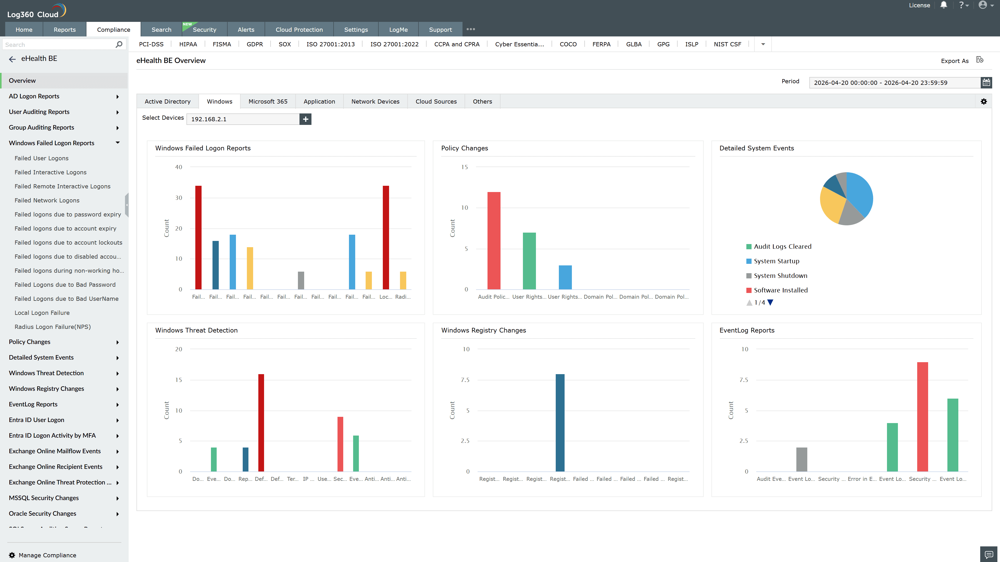 Log360 Cloud
License
?
Home
Reports
Compliance
Search
NEW
Security
Alerts
Cloud Protection
Settings
LogMe
Support
Search
PCI-DSS
HIPAA
FISMA
GDPR
SOX
ISO 27001:2013
ISO 27001:2022
CCPA and CPRA
Cyber Essentia...
COCO
FERPA
GLBA
GPG
ISLP
NIST CSF
eHealth BE
Overview
AD Logon Reports
User Auditing Reports
Group Auditing Reports
Windows Failed Logon Reports
Failed User Logons
Failed Interactive Logons
Failed Remote Interactive Logons
Failed Network Logons
Failed logons due to password expiry
Failed logons due to account expiry
Failed logons due to account lockouts
Failed logons due to disabled accou...
Failed logons during non-working ho...
Failed Logons due to Bad Password
Failed Logons due to Bad UserName
Local Logon Failure
Radius Logon Failure(NPS)
Policy Changes
Detailed System Events
Windows Threat Detection
Windows Registry Changes
EventLog Reports
Entra ID User Logon
Entra ID Logon Activity by MFA
Exchange Online Mailflow Events
Exchange Online Recipient Events
Exchange Online Threat Protection ...
MSSQL Security Changes
Oracle Security Changes
Manage Compliance
eHealth BE Overview
Export As
Period
2026-04-20 00:00:00 - 2026-04-20 23:59:59
Active Directory
Windows
Microsoft 365
Application
Network Devices
Cloud Sources
Others
Select Devices
192.168.2.1
Windows Failed Logon Reports
40
30
20
10
0
Count
Fail... Fail... Fail... Fail... Fail... Fail... Fail... Fail... Fail... Fail... Fail... Loc... Radi...
Policy Changes
15
10
5
0
Count
Audit Polic... User Rights... User Rights... Domain Pol... Domain Pol... Domain Pol...
Detailed System Events
Audit Logs Cleared
System Startup
System Shutdown
Software Installed
1/4
Windows Threat Detection
20
15
10
5
0
Count
Do... Eve... Do... Rep... Def... Def... Ter... IP ... Use... Sec... Eve... Anti... Anti... Anti...
Windows Registry Changes
10
7.5
5
2.5
0
Count
Regist... Regist... Regist... Regist... Failed ... Failed ... Failed ... Failed ... Regist...
EventLog Reports
10
7.5
5
2.5
0
Count
Audit Eve... Event Lo... Security ... Error in E... Event Lo... Security ... Event Lo...